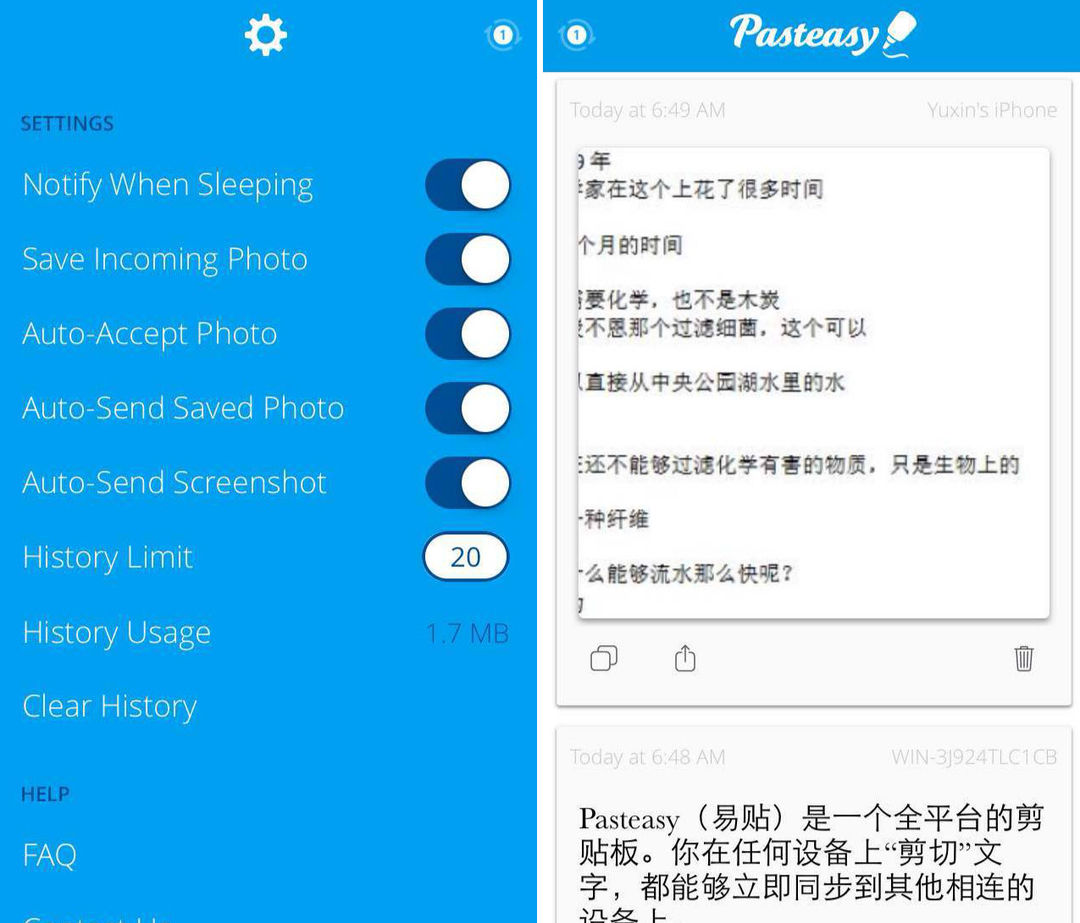 1
SETTINGS
Notify When Sleeping
Save Incoming Photo
Auto-Accept Photo
Auto-Send Saved Photo
Auto-Send Screenshot
History Limit
20
History Usage
1.7 MB
Clear History
HELP
FAQ
1
Pasteasy
Today at 6:49 AM
Yuxin's iPhone
9 年
家在这个上花了很多时间
个月的时间
要化学，也不是木炭
不恩那个过滤细菌，这个可以
直接从中央公园湖水里的水
还不能够过滤化学有害的物质，只是生物上的
种纤维
么能够流水那么快呢？
Today at 6:48 AM
WIN-3J924TLC1CB
Pasteasy（易贴）是一个全平台的剪
贴板。你在任何设备上“剪切”文
字，都能够立即同步到其他相连的
设备上